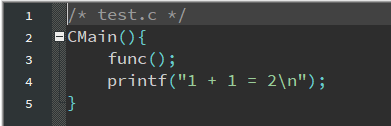 1 /* test.c */
2 CMain(){
3     func();
4     printf("1 + 1 = 2\n");
5 }